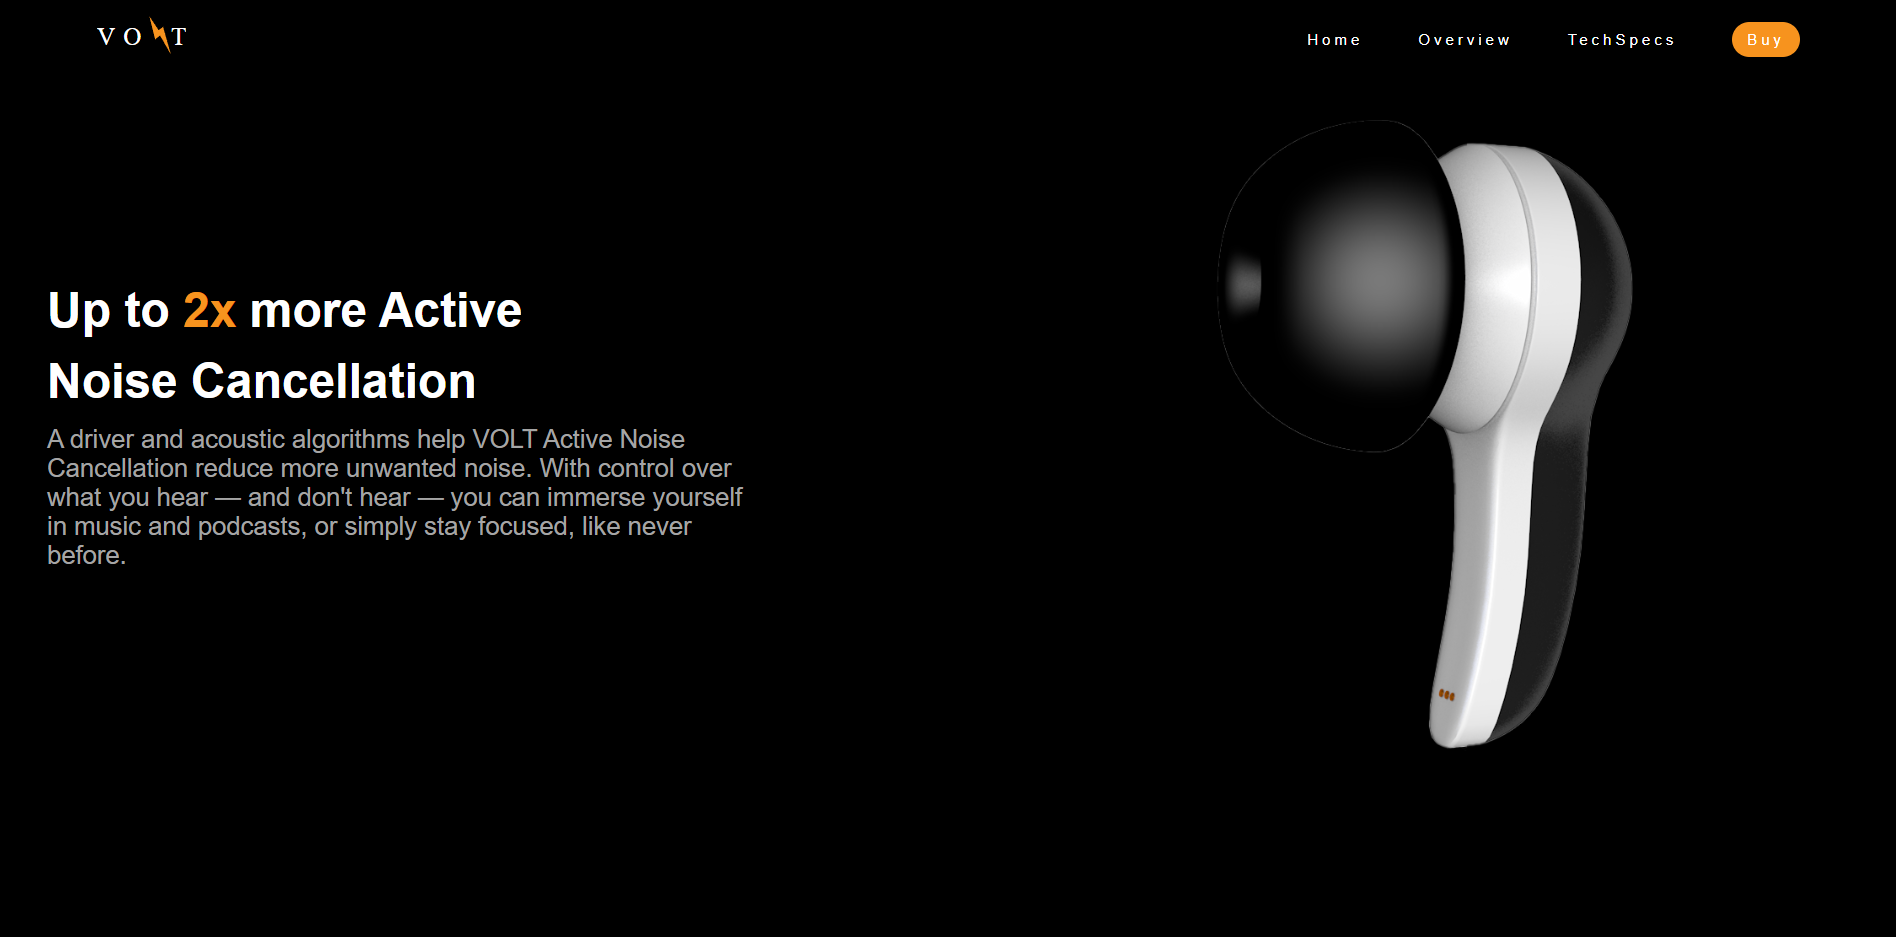 VOLT
Home
Overview
TechSpecs
Buy
Up to 2x more Active
Noise Cancellation
A driver and acoustic algorithms help VOLT Active Noise
Cancellation reduce more unwanted noise. With control over
what you hear — and don't hear — you can immerse yourself
in music and podcasts, or simply stay focused, like never
before.